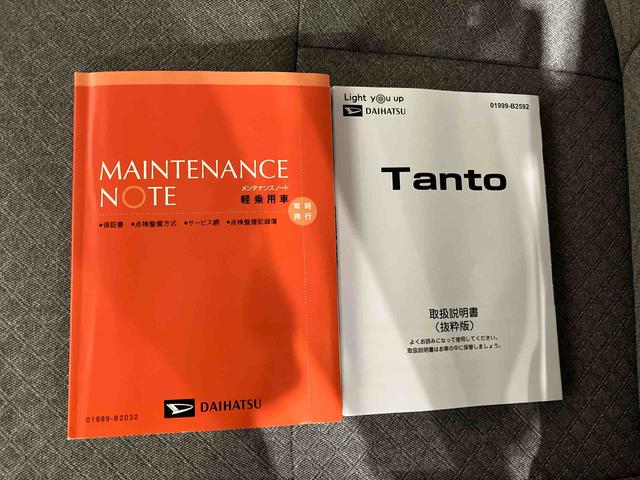 MAINTENANCE
NOTE
メンテナンスノート
軽乗用車
常時
携行
●保証書 ●点検整備方式 ●サービス網 ●点検整備記録簿
DAIHATSU
01989-B2032
Light you up
DAIHATSU
01999-B2592
Tanto
取扱説明書
(抜粋版)
よくお読みになって使用してください。
取扱説明書はお車の中に保管しましょう。